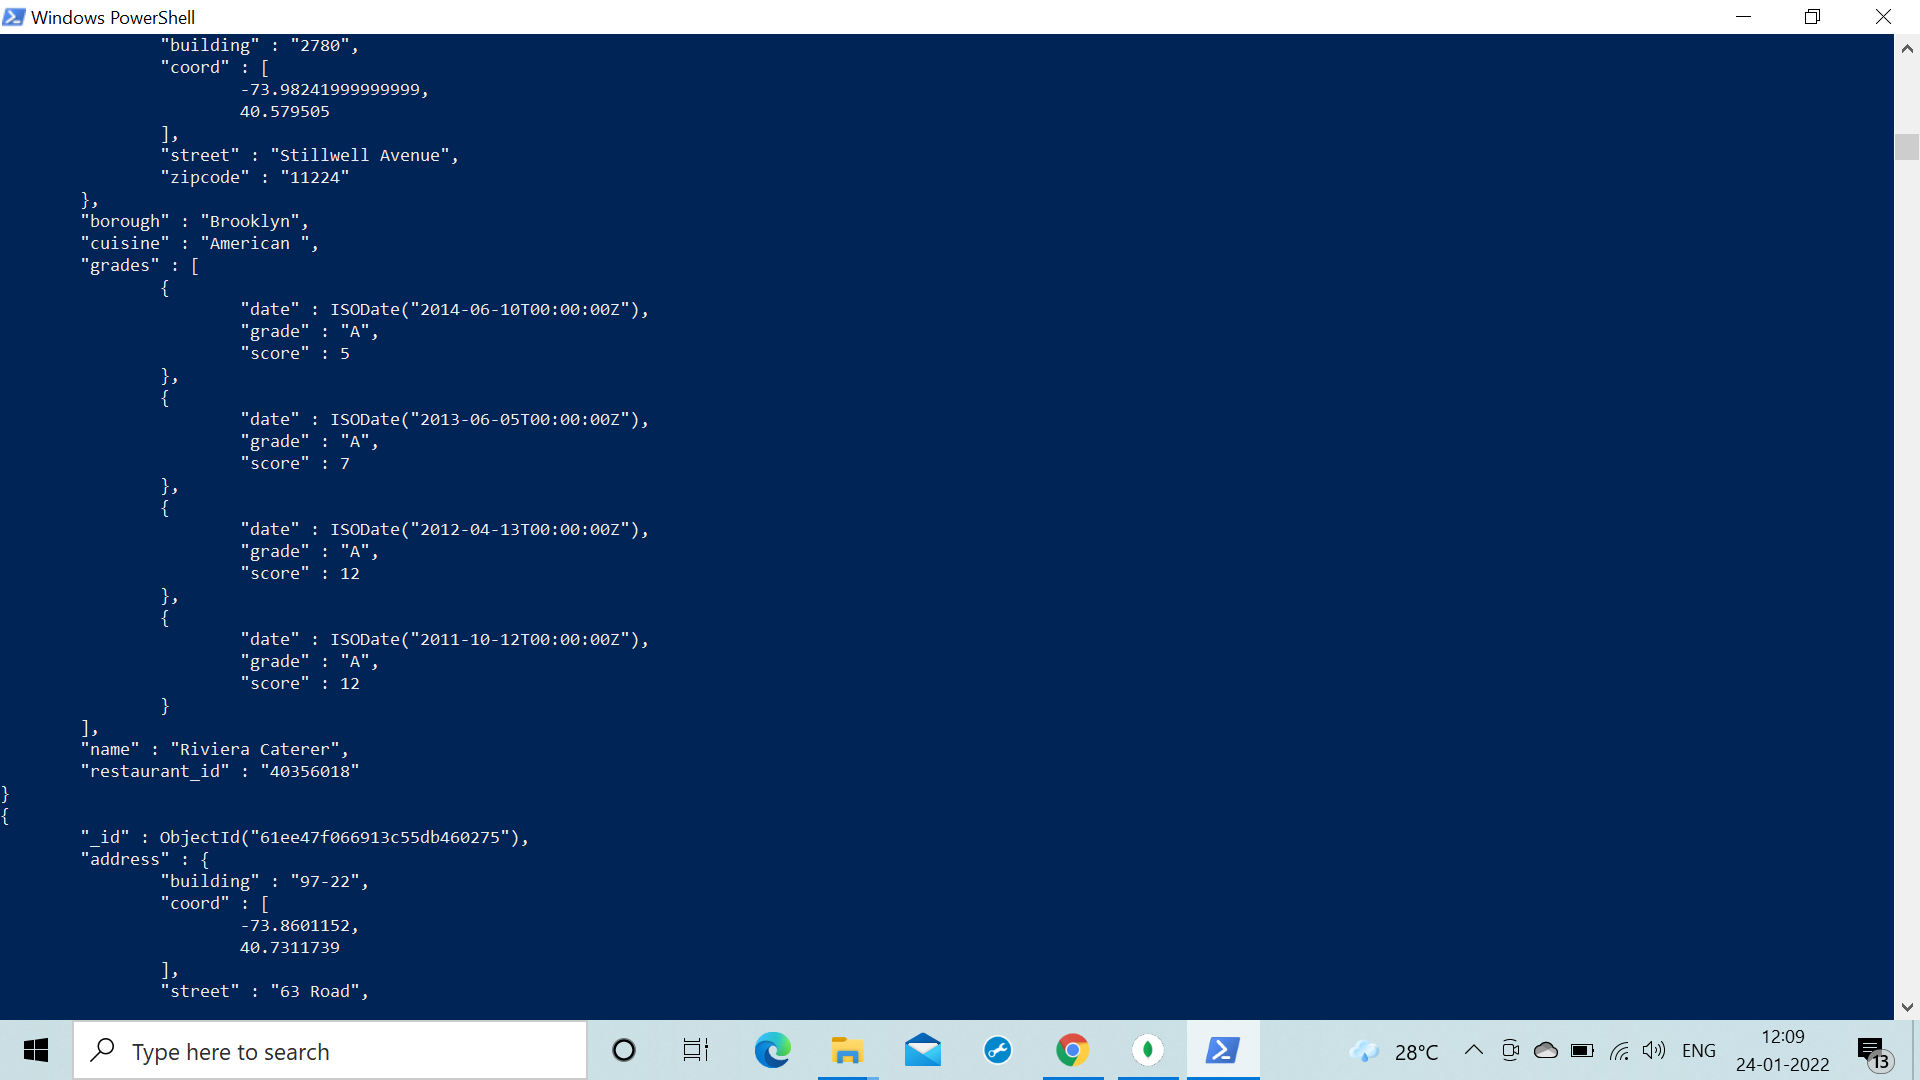 Windows PowerShell
"building" : "2780",
"coord" : [
-73.98241999999999,
40.579505
],
"street" : "Stillwell Avenue",
"zipcode" : "11224"
},
"borough" : "Brooklyn",
"cuisine" : "American ",
"grades" : [
{
"date" : ISODate("2014-06-10T00:00:00Z"),
"grade" : "A",
"score" : 5
},
{
"date" : ISODate("2013-06-05T00:00:00Z"),
"grade" : "A",
"score" : 7
},
{
"date" : ISODate("2012-04-13T00:00:00Z"),
"grade" : "A",
"score" : 12
},
{
"date" : ISODate("2011-10-12T00:00:00Z"),
"grade" : "A",
"score" : 12
}
],
"name" : "Riviera Caterer",
"restaurant_id" : "40356018"
}
{
"_id" : ObjectId("61ee47f066913c55db460275"),
"address" : {
"building" : "97-22",
"coord" : [
-73.8601152,
40.7311739
],
"street" : "63 Road",
Type here to search
28°C
ENG
12:09
24-01-2022
13